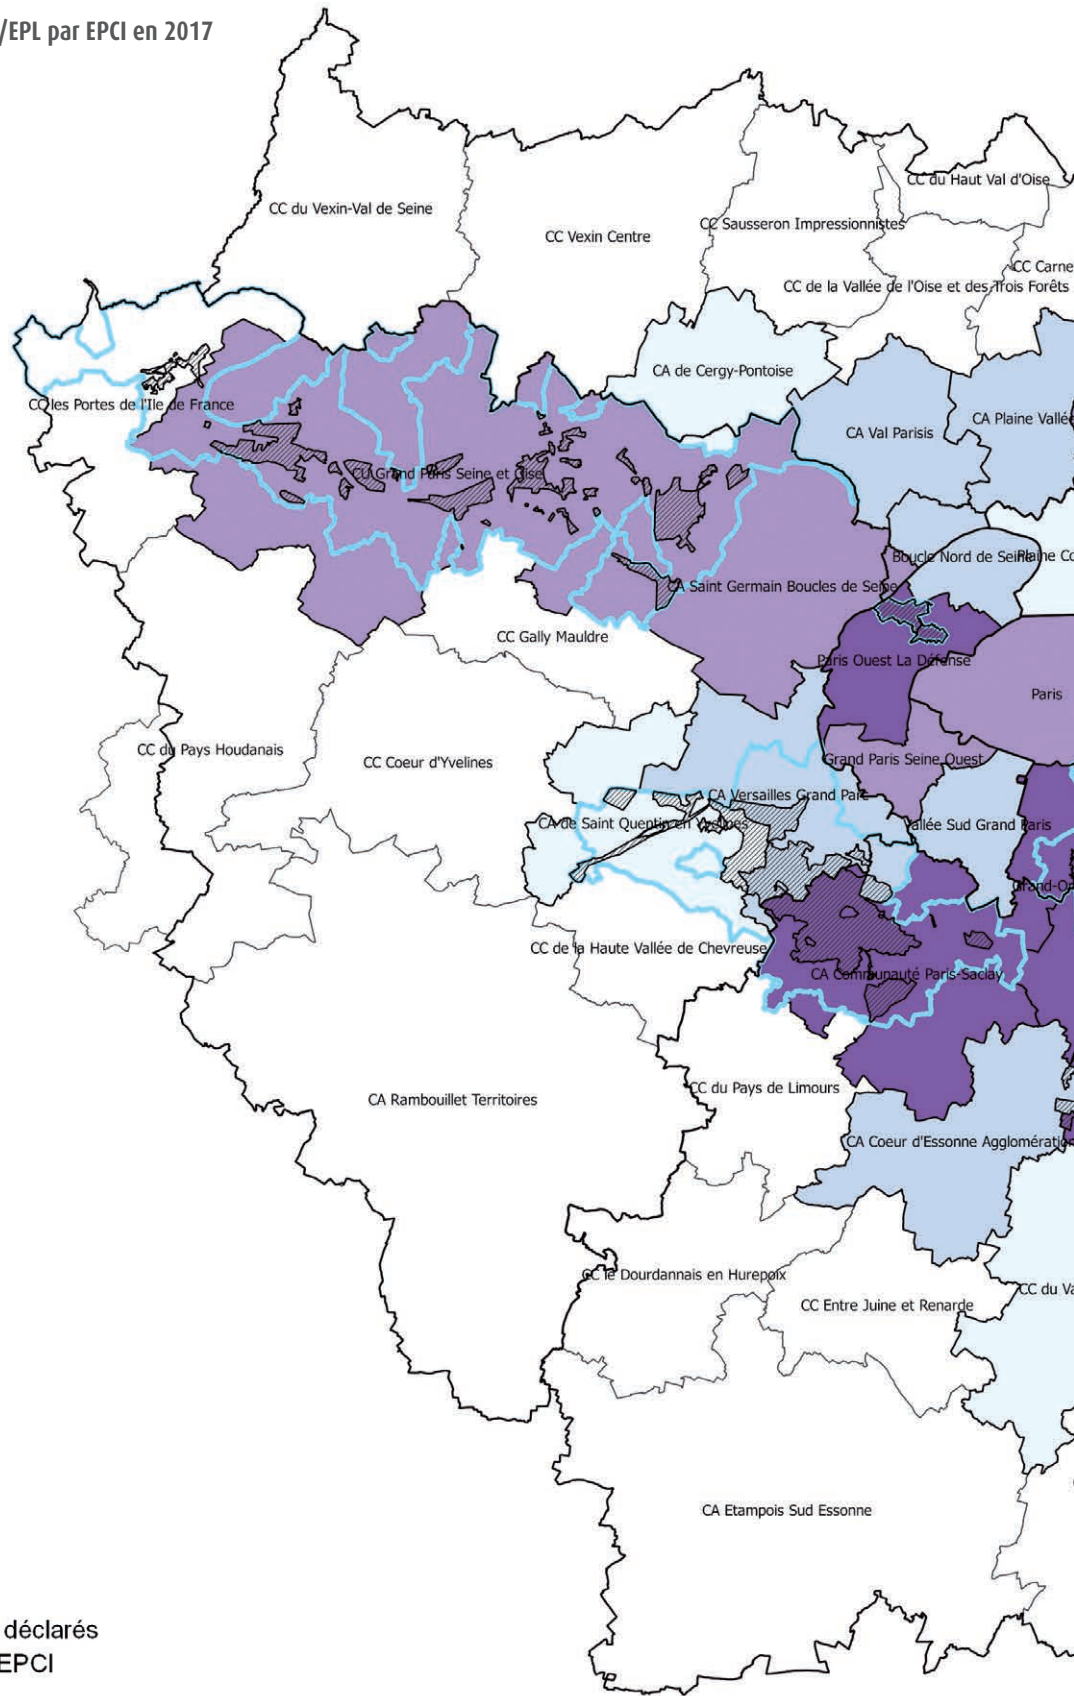 /EPL par EPCI en 2017
CC du Haut Val d'Oise
CC du Vexin-Val de Seine
CC Sausseron Impressionnistes
CC Vexin Centre
CC Carne
CC de la Vallée de l'Oise et des Trois Forêts
CA de Cergy-Pontoise
CC les Portes de l'Ile de France
CA Plaine Vallée
CA Val Parisis
CU Grand Paris Seine et Oise
Boucle Nord de Seine
Plaine Co
CA Saint Germain Boucles de Seine
CC Gally Mauldre
Paris Ouest La Défense
Paris
CC du Pays Houdanais
CC Coeur d'Yvelines
Grand Paris Seine Ouest
CA Versailles Grand Parc
CA de Saint Quentin en Yvelines
Vallée Sud Grand Paris
Grand-Or
CC de la Haute Vallée de Chevreuse
CA Communauté Paris-Saclay
CC du Pays de Limours
CA Rambouillet Territoires
CA Coeur d'Essonne Agglomération
CC le Dourdannais en Hurepoix
CC du Va
CC Entre Juine et Renarde
CA Etampois Sud Essonne
déclarés
EPCI